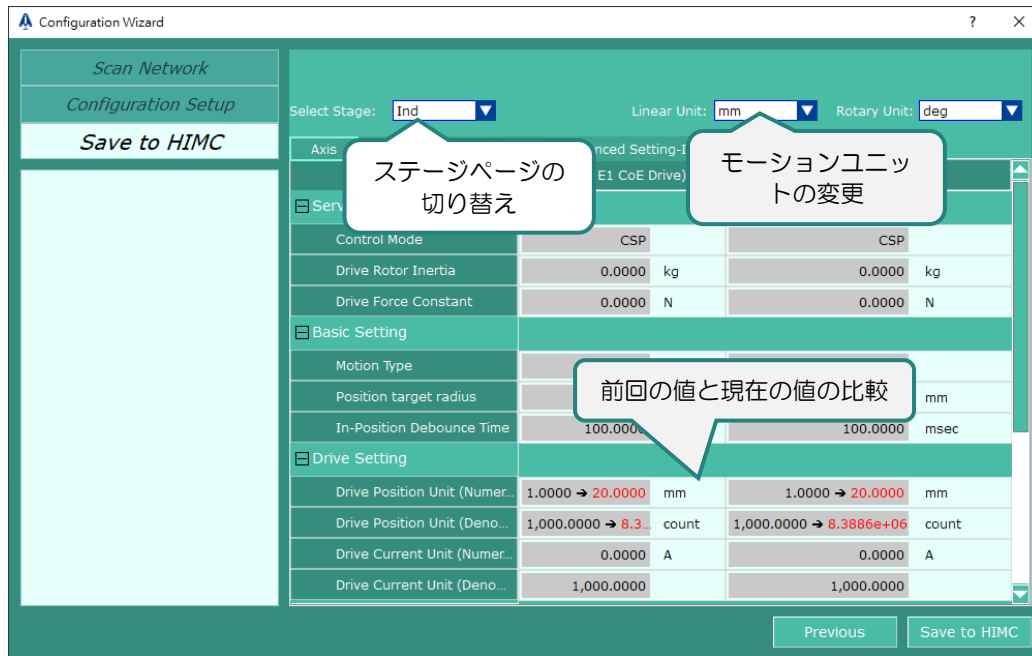 Configuration Wizard
Scan Network
Configuration Setup
Save to HIMC
Select Stage: Ind Linear Unit: mm Rotary Unit: deg
Axis
nced Setting-I
ステージページの
切り替え
モーションユニッ
トの変更
E1 CoE Drive)
Serv
Control Mode CSP CSP
Drive Rotor Inertia 0.0000 kg 0.0000 kg
Drive Force Constant 0.0000 N 0.0000 N
Basic Setting
Motion Type
前回の値と現在の値の比較
Position target radius mm
In-Position Debounce Time 100.0000 100.0000 msec
Drive Setting
Drive Position Unit (Numer... 1.0000 → 20.0000 mm 1.0000 → 20.0000 mm
Drive Position Unit (Deno... 1,000.0000 → 8.3... count 1,000.0000 → 8.3886e+06 count
Drive Current Unit (Numer... 0.0000 A 0.0000 A
Drive Current Unit (Deno... 1,000.0000 1,000.0000
Previous Save to HIMC